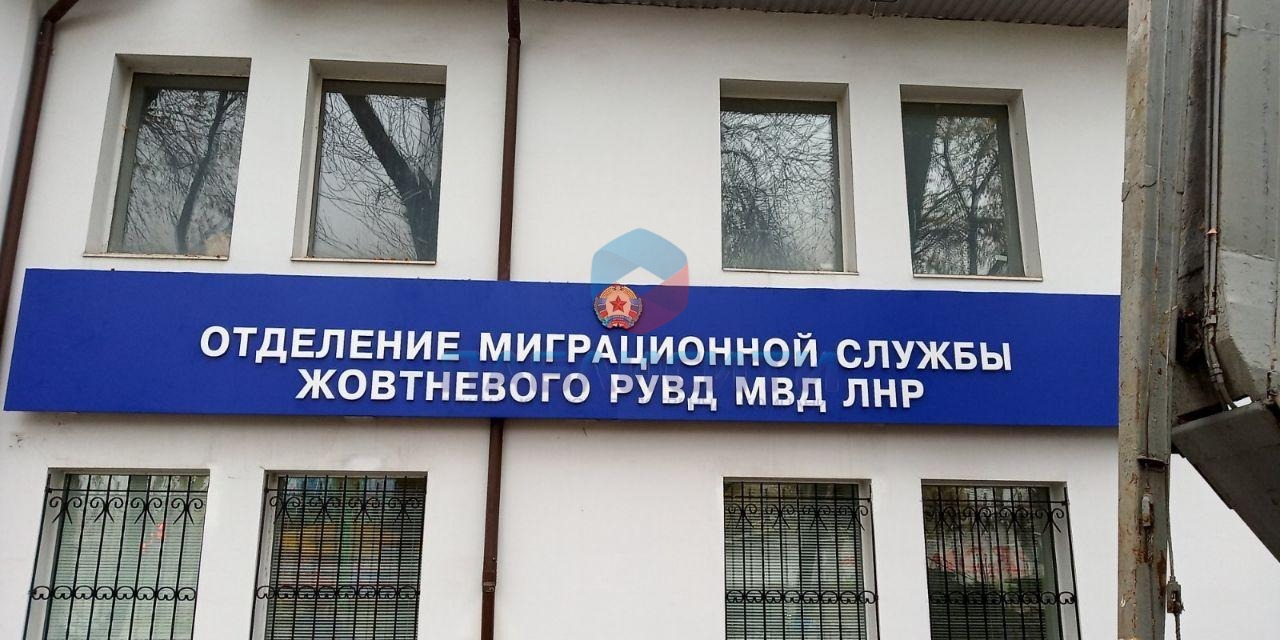 ОТДЕЛЕНИЕ МИГРАЦИОННОЙ СЛУЖБЫ
ЖОВТНЕВОГО РУВД МВД ЛНР